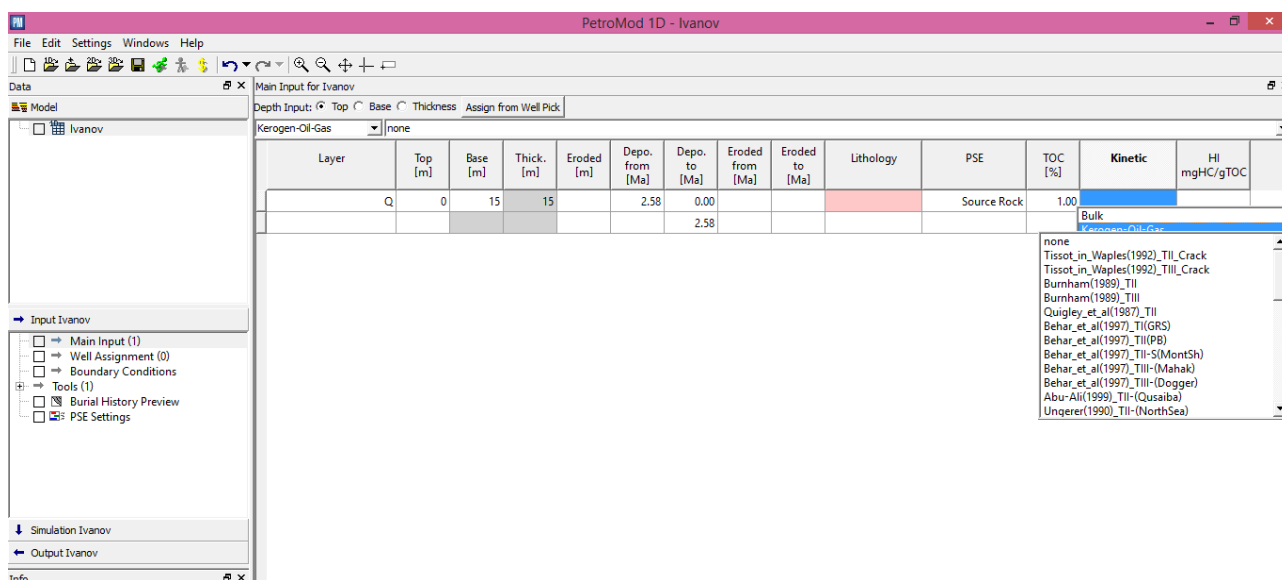 PM PetroMod 1D - Ivanov
File Edit Settings Windows Help
Data
Main Input for Ivanov
Model
Depth Input: Top Base Thickness Assign from Well Pick
Ivanov
Kerogen-Oil-Gas none
Layer Top [m] Base [m] Thick. [m] Eroded [m] Depo. from [Ma] Depo. to [Ma] Eroded from [Ma] Eroded to [Ma] Lithology PSE TOC [%] Kinetic HI mgHC/gTOC
Q 0 15 15 2.58 0.00 Source Rock 1.00
2.58
Bulk
Kerogen-Oil-Gas
none
Tissot_in_Waples(1992)_TII_Crack
Tissot_in_Waples(1992)_TIII_Crack
Burnham(1989)_TII
Burnham(1989)_TIII
Quigley_et_al(1987)_TII
Behar_et_al(1997)_TI(GRS)
Behar_et_al(1997)_TII(PB)
Behar_et_al(1997)_TII-S(MontSh)
Behar_et_al(1997)_TIII-(Mahak)
Behar_et_al(1997)_TIII-(Dogger)
Abu-Ali(1999)_TII-(Qusaiba)
Ungerer(1990)_TII-(NorthSea)
Input Ivanov
Main Input (1)
Well Assignment (0)
Boundary Conditions
Tools (1)
Burial History Preview
PSE Settings
Simulation Ivanov
Output Ivanov
Info